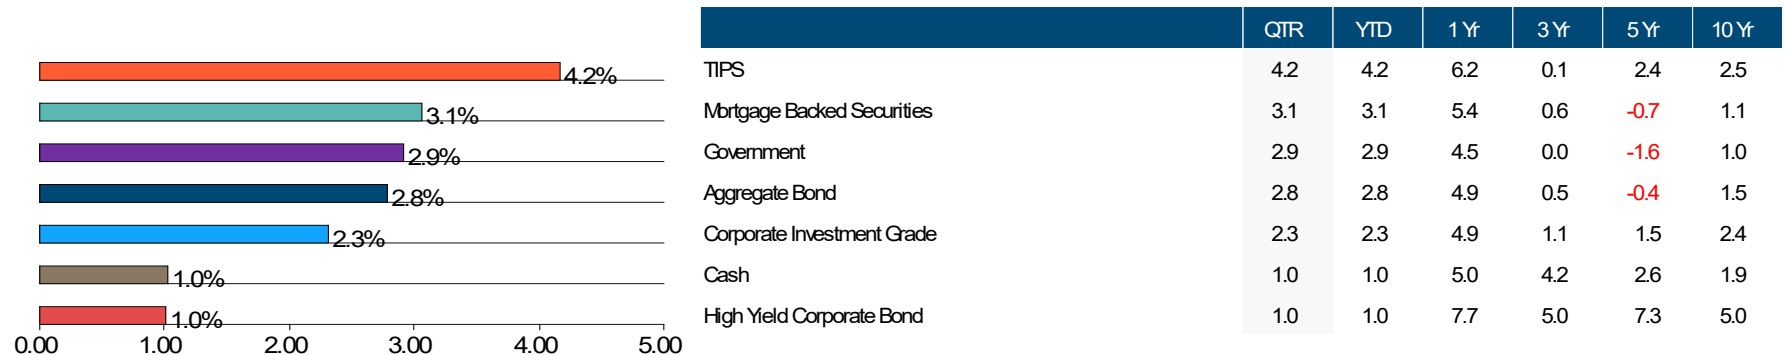 QTR YTD 1 Yr 3 Yr 5 Yr 10 Yr
4.2% TIPS 4.2 4.2 6.2 0.1 2.4 2.5
3.1% Mortgage Backed Securities 3.1 3.1 5.4 0.6 -0.7 1.1
2.9% Government 2.9 2.9 4.5 0.0 -1.6 1.0
2.8% Aggregate Bond 2.8 2.8 4.9 0.5 -0.4 1.5
2.3% Corporate Investment Grade 2.3 2.3 4.9 1.1 1.5 2.4
1.0% Cash 1.0 1.0 5.0 4.2 2.6 1.9
1.0% High Yield Corporate Bond 1.0 1.0 7.7 5.0 7.3 5.0
0.00 1.00 2.00 3.00 4.00 5.00